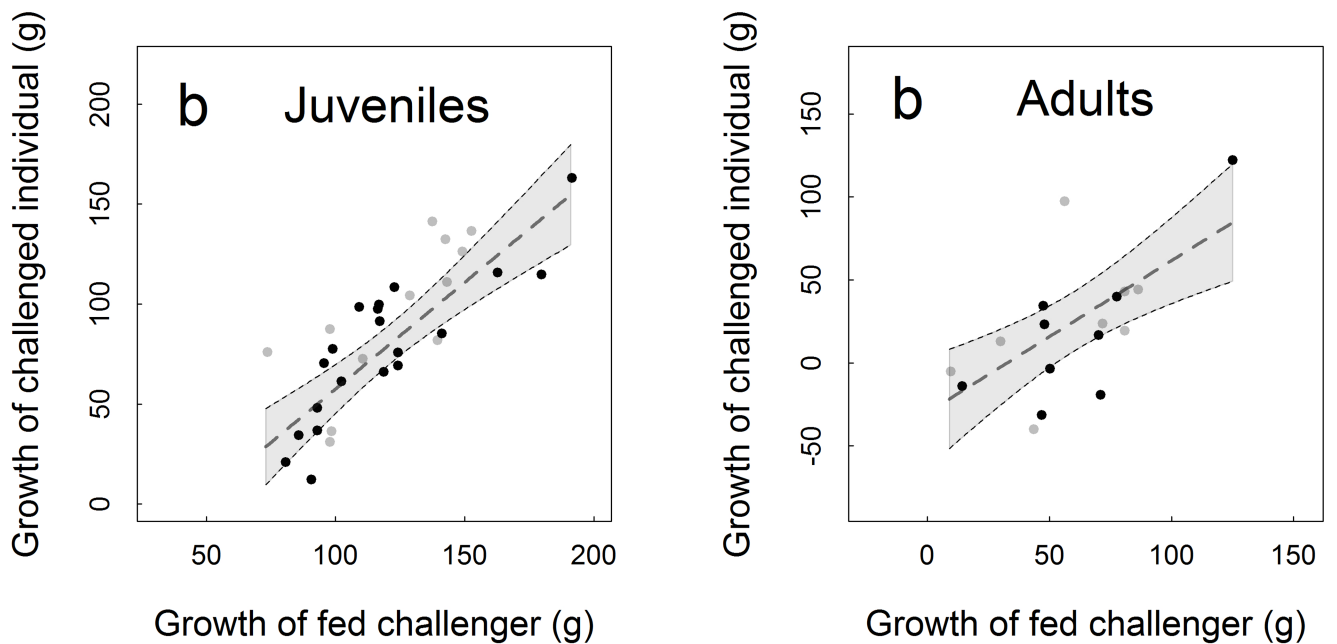 b Juveniles
Growth of challenged individual (g)
200
150
100
50
0
50 100 150 200
Growth of fed challenger (g)
b Adults
Growth of challenged individual (g)
150
100
50
0
-50
0 50 100 150
Growth of fed challenger (g)